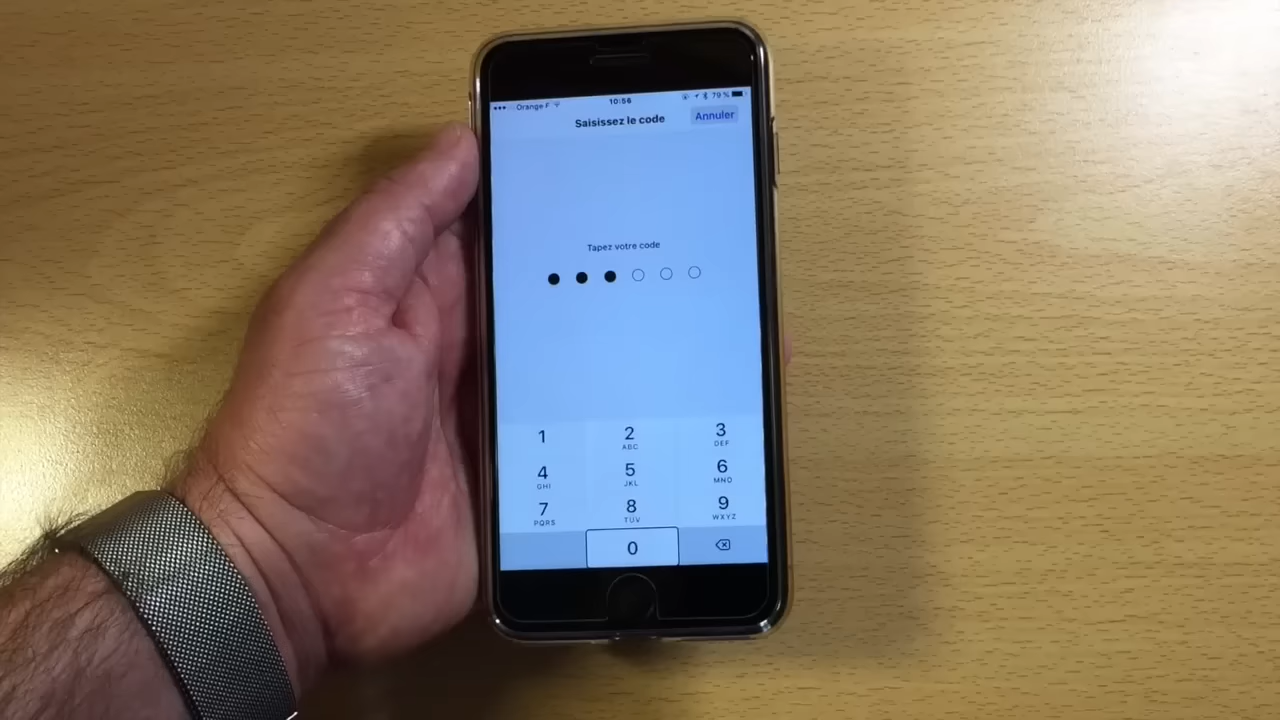 Orange F 10:56 79 %
Saisissez le code Annuler
Tapez votre code
1 2 3
ABC DEF
4 5 6
GHI JKL MNO
7 8 9
PQRS TUV WXYZ
0